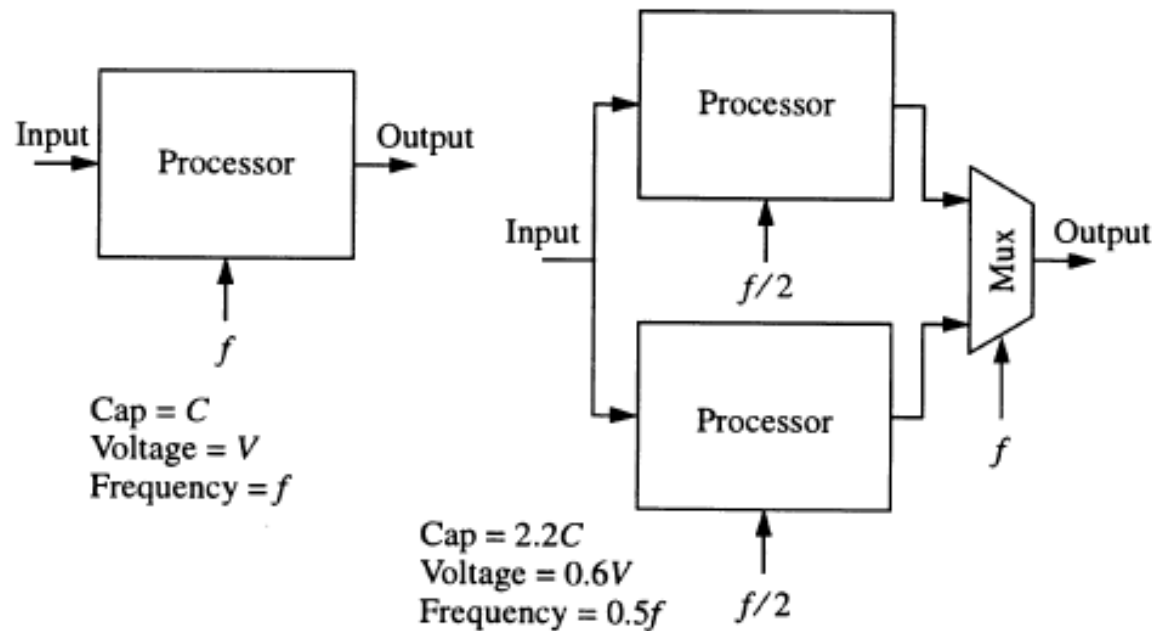 Input
Processor
Output
f
Cap = C
Voltage = V
Frequency = f
Processor
f/2
Input
Mux
Output
f
Processor
f/2
Cap = 2.2C
Voltage = 0.6V
Frequency = 0.5f